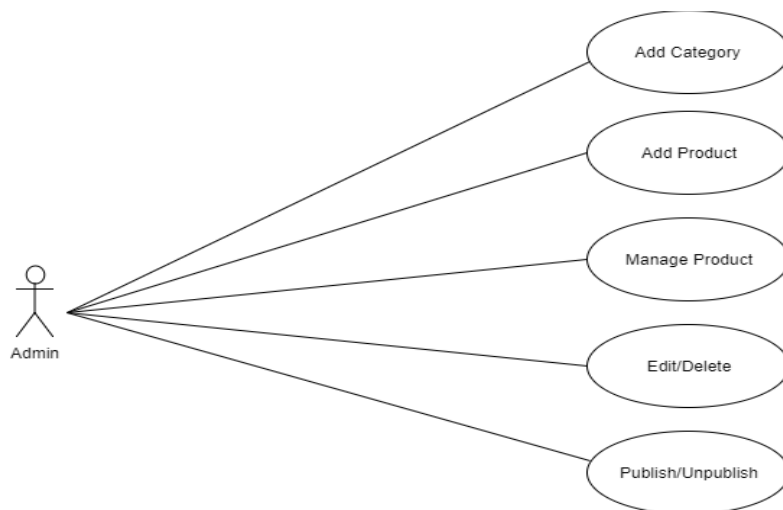 Add Category
Add Product
Manage Product
Admin
Edit/Delete
Publish/Unpublish